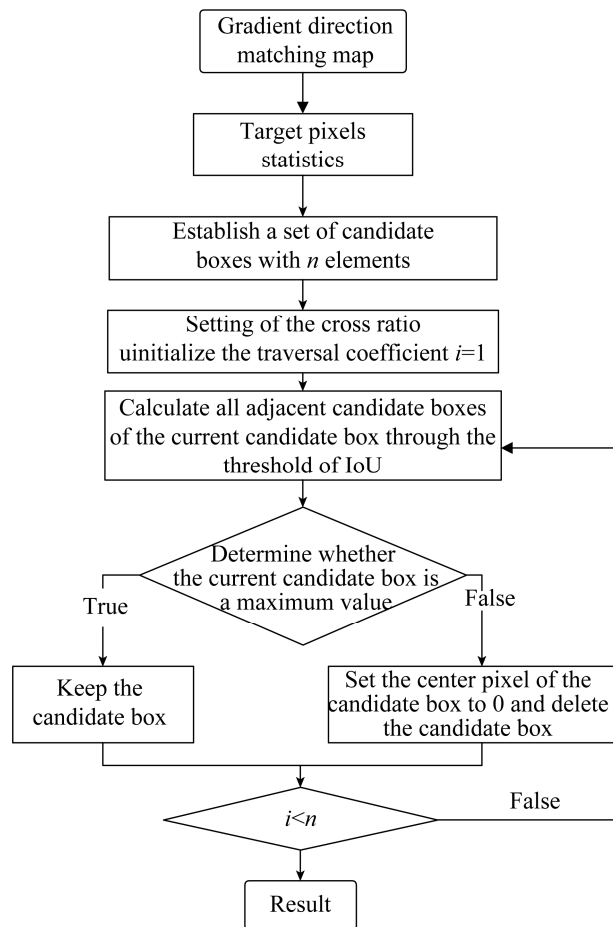 Gradient direction
matching map
Target pixels
statistics
Establish a set of candidate
boxes with n elements
Setting of the cross ratio
uinitialize the traversal coefficient i=1
Calculate all adjacent candidate boxes
of the current candidate box through the
threshold of IoU
Determine whether
the current candidate box is
a maximum value
True
False
Keep the
candidate box
Set the center pixel of the
candidate box to 0 and delete
the candidate box
i<n
False
Result